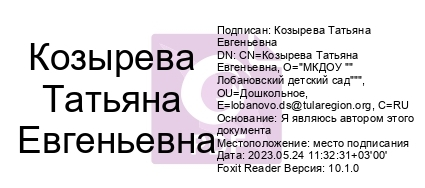 Козырева
Татьяна
Евгеньевна
Подписан: Козырева Татьяна
Евгеньевна
DN: CN=Козырева Татьяна
Евгеньевна, O="МКДОУ ""
Лобановский детский сад""",
OU=Дошкольное,
E=lobanovo.ds@tularegion.org, C=RU
Основание: Я являюсь автором этого
документа
Местоположение: место подписания
Дата: 2023.05.24 11:32:31+03'00'
Foxit Reader Версия: 10.1.0